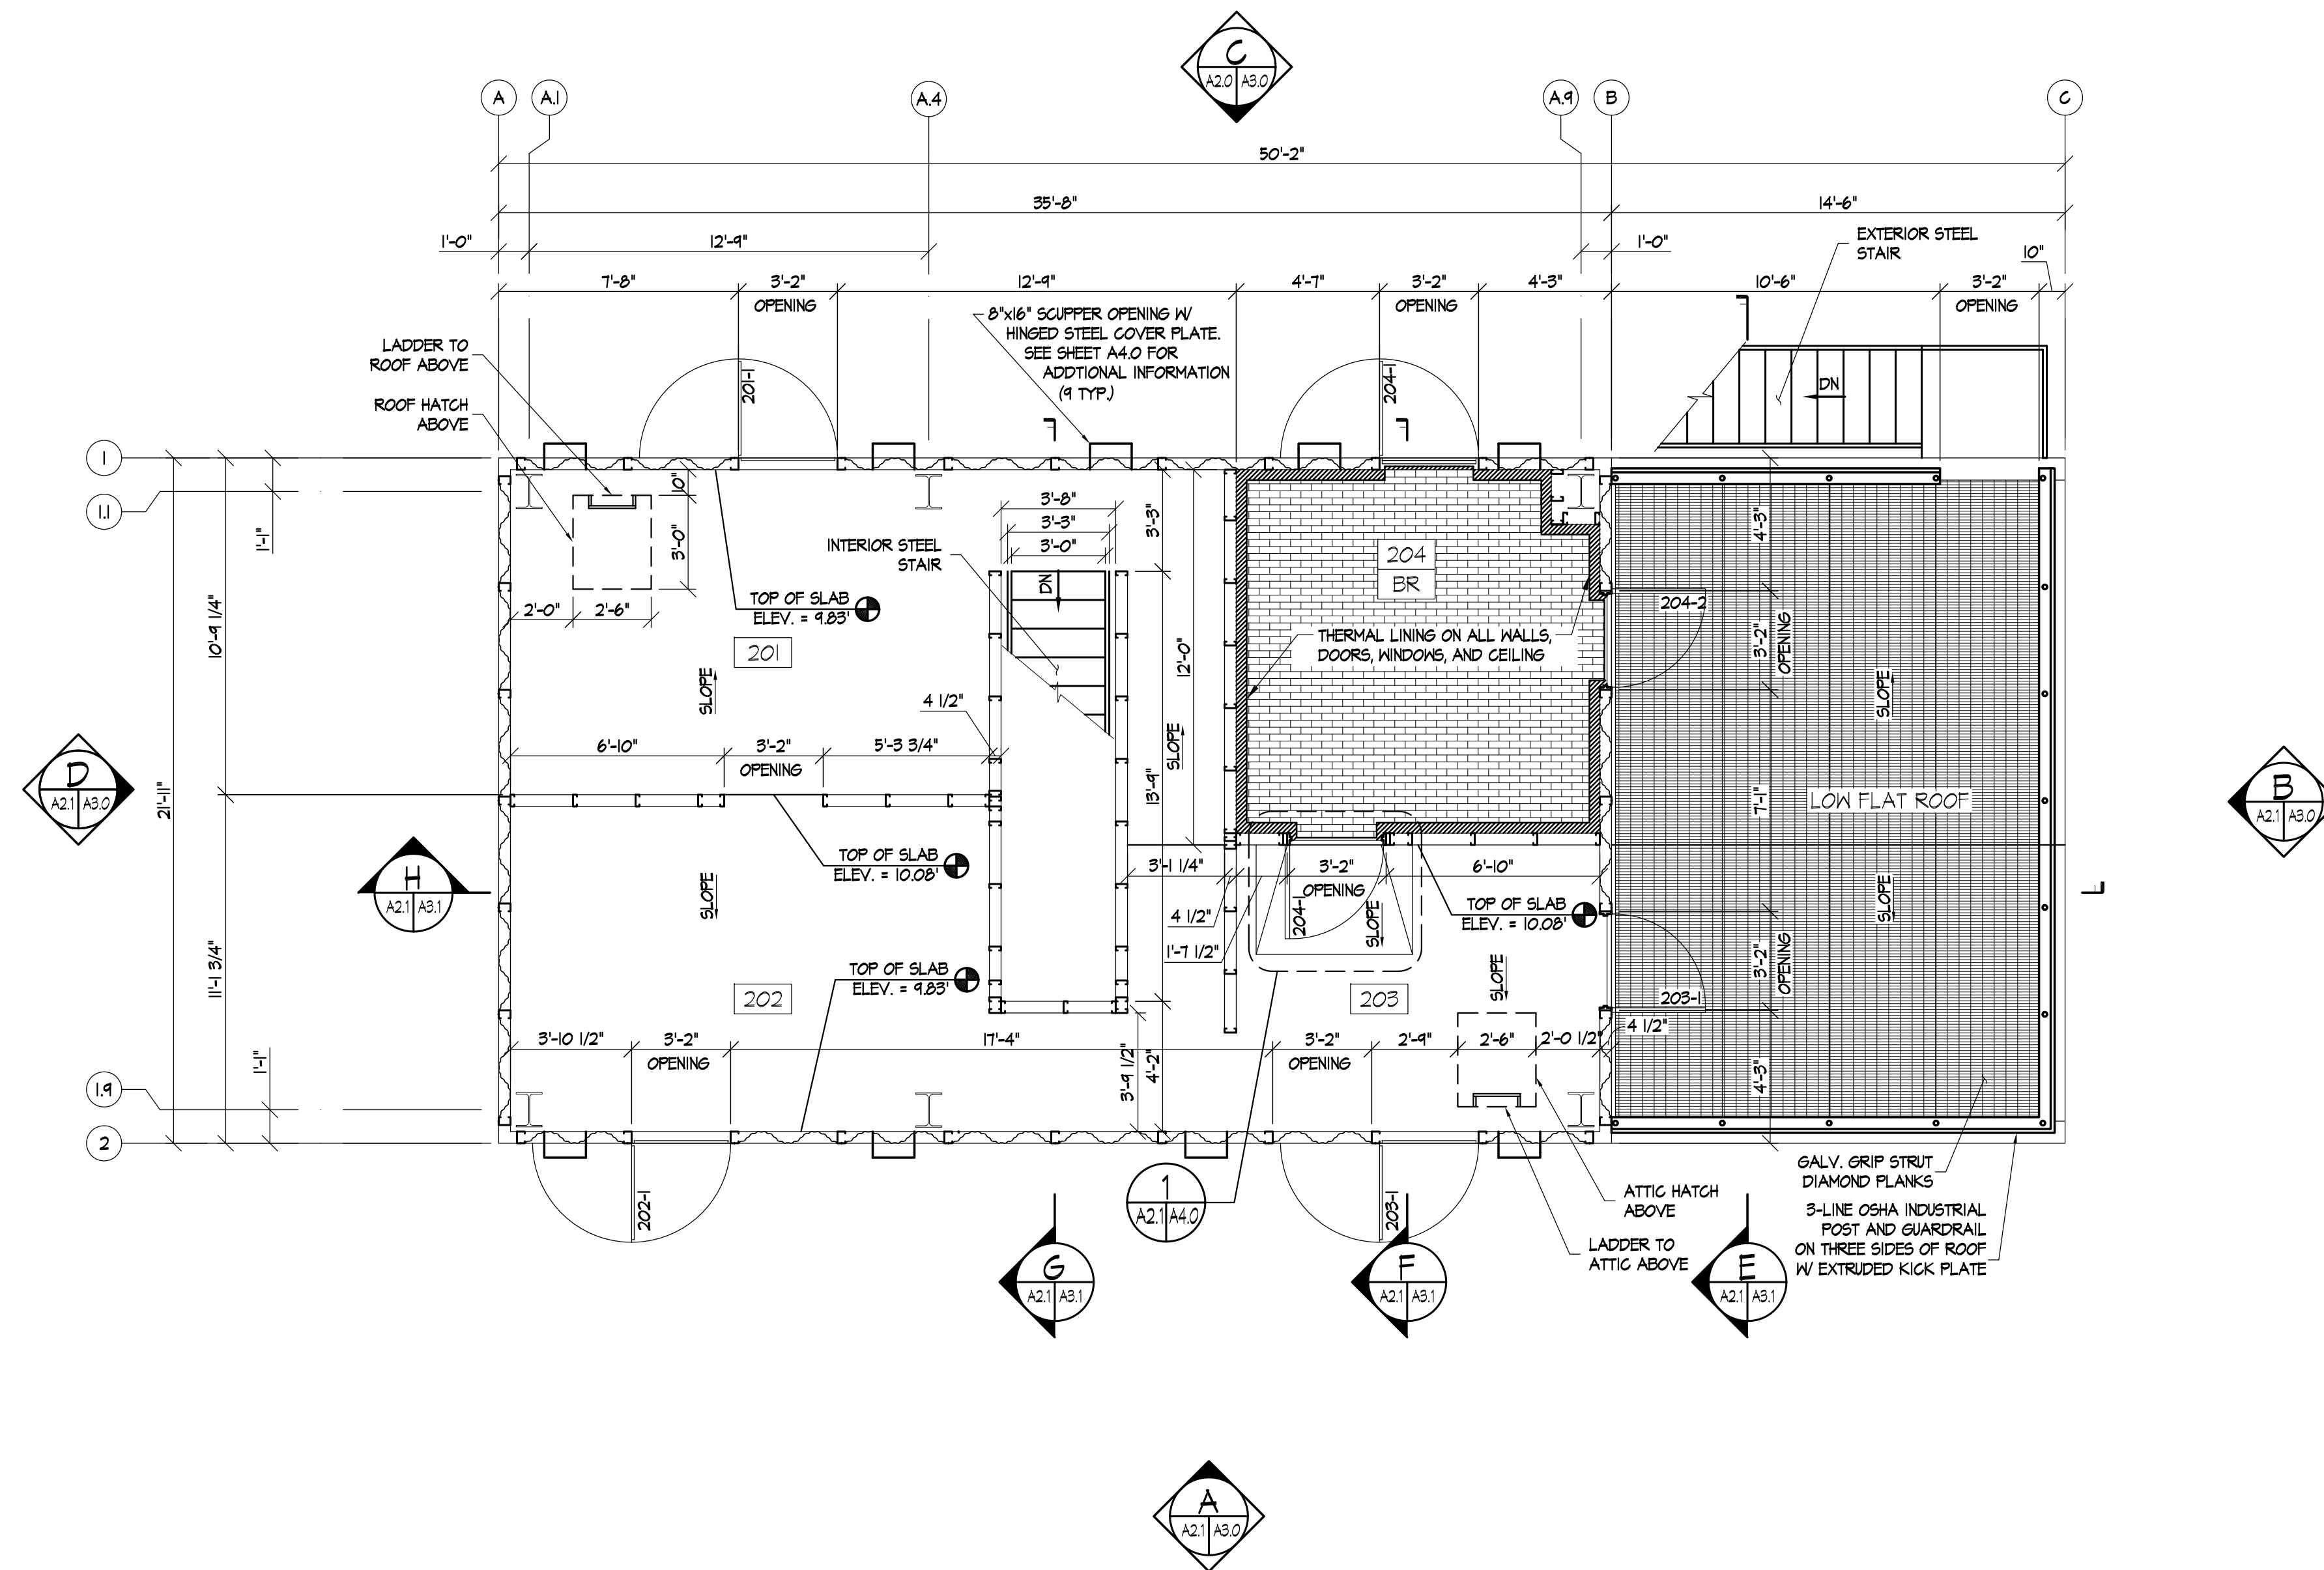 C
A2.0 A3.0
A
A.1
A.4
A.9
B
C
50'-2"
35'-8"
14'-6"
1'-0"
12'-9"
1'-0"
EXTERIOR STEEL
STAIR
10"
7'-8"
3'-2"
OPENING
12'-9"
4'-7"
3'-2"
OPENING
4'-3"
10'-6"
3'-2"
OPENING
8"x16" SCUPPER OPENING W/
HINGED STEEL COVER PLATE.
SEE SHEET A4.0 FOR
ADDTIONAL INFORMATION
(9 TYP.)
LADDER TO
ROOF ABOVE
ROOF HATCH
ABOVE
201-1
204-1
DN
1
1.1
1'-1"
10'-9 1/4"
21'-11"
11'-1 3/4"
1'-1"
1.9
2
10"
3'-0"
2'-0"
2'-6"
3'-8"
3'-3"
3'-0"
DN
INTERIOR STEEL
STAIR
3'-3"
12'-0"
13'-9"
TOP OF SLAB
ELEV. = 9.83'
201
SLOPE
4 1/2"
SLOPE
6'-10"
3'-2"
OPENING
5'-3 3/4"
204
BR
THERMAL LINING ON ALL WALLS,
DOORS, WINDOWS, AND CEILING
204-2
4'-3"
3'-2"
OPENING
SLOPE
7'-1"
LOW FLAT ROOF
D
A2.1 A3.0
B
A2.1 A3.0
H
A2.1 A3.1
TOP OF SLAB
ELEV. = 10.08'
SLOPE
3'-1 1/4"
3'-2"
OPENING
6'-10"
4 1/2"
1'-7 1/2"
204-1
SLOPE
TOP OF SLAB
ELEV. = 10.08'
SLOPE
SLOPE
3'-2"
OPENING
203-1
4 1/2"
4'-3"
TOP OF SLAB
ELEV. = 9.83'
202
203
3'-10 1/2"
3'-2"
OPENING
17'-4"
3'-9 1/2"
4'-2"
3'-2"
OPENING
2'-9"
2'-6"
2'-0 1/2"
202-1
203-1
1
A2.1 A4.0
GALV. GRIP STRUT
DIAMOND PLANKS
ATTIC HATCH
ABOVE
3-LINE OSHA INDUSTRIAL
POST AND GUARDRAIL
ON THREE SIDES OF ROOF
W/ EXTRUDED KICK PLATE
LADDER TO
ATTIC ABOVE
G
A2.1 A3.1
F
A2.1 A3.1
E
A2.1 A3.1
A
A2.1 A3.0